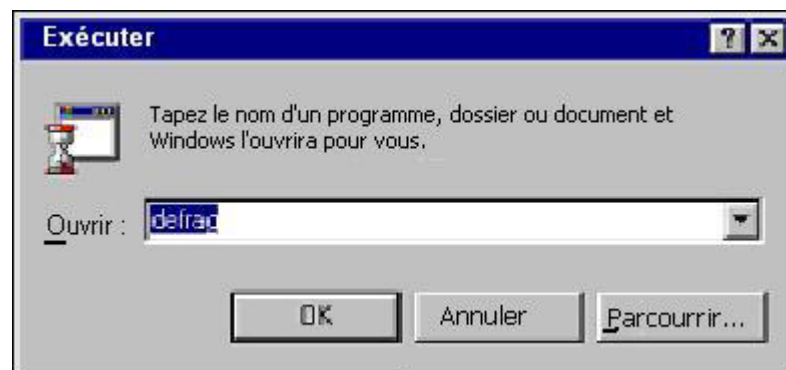 Exécuter
Tapez le nom d'un programme, dossier ou document et
Windows l'ouvrira pour vous.
Ouvrir : defrag
OK Annuler Parcourrir...